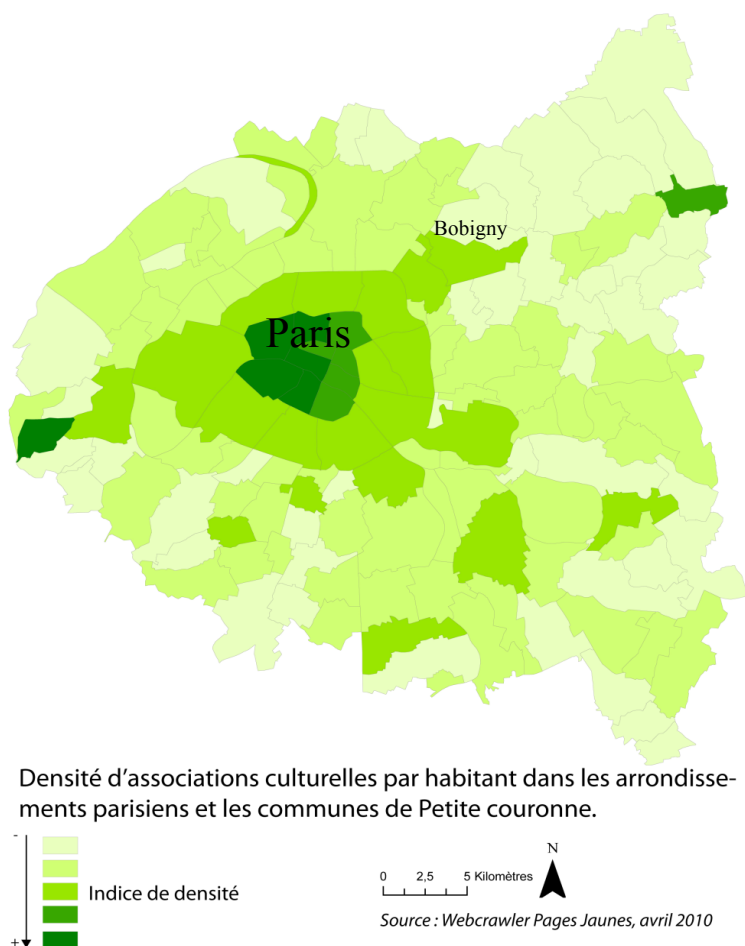 Bobigny
Paris
Densité d’associations culturelles par habitant dans les arrondisse-
ments parisiens et les communes de Petite couronne.
-
Indice de densité
+
N
0 2,5 5 Kilomètres
Source : Webcrawler Pages Jaunes, avril 2010